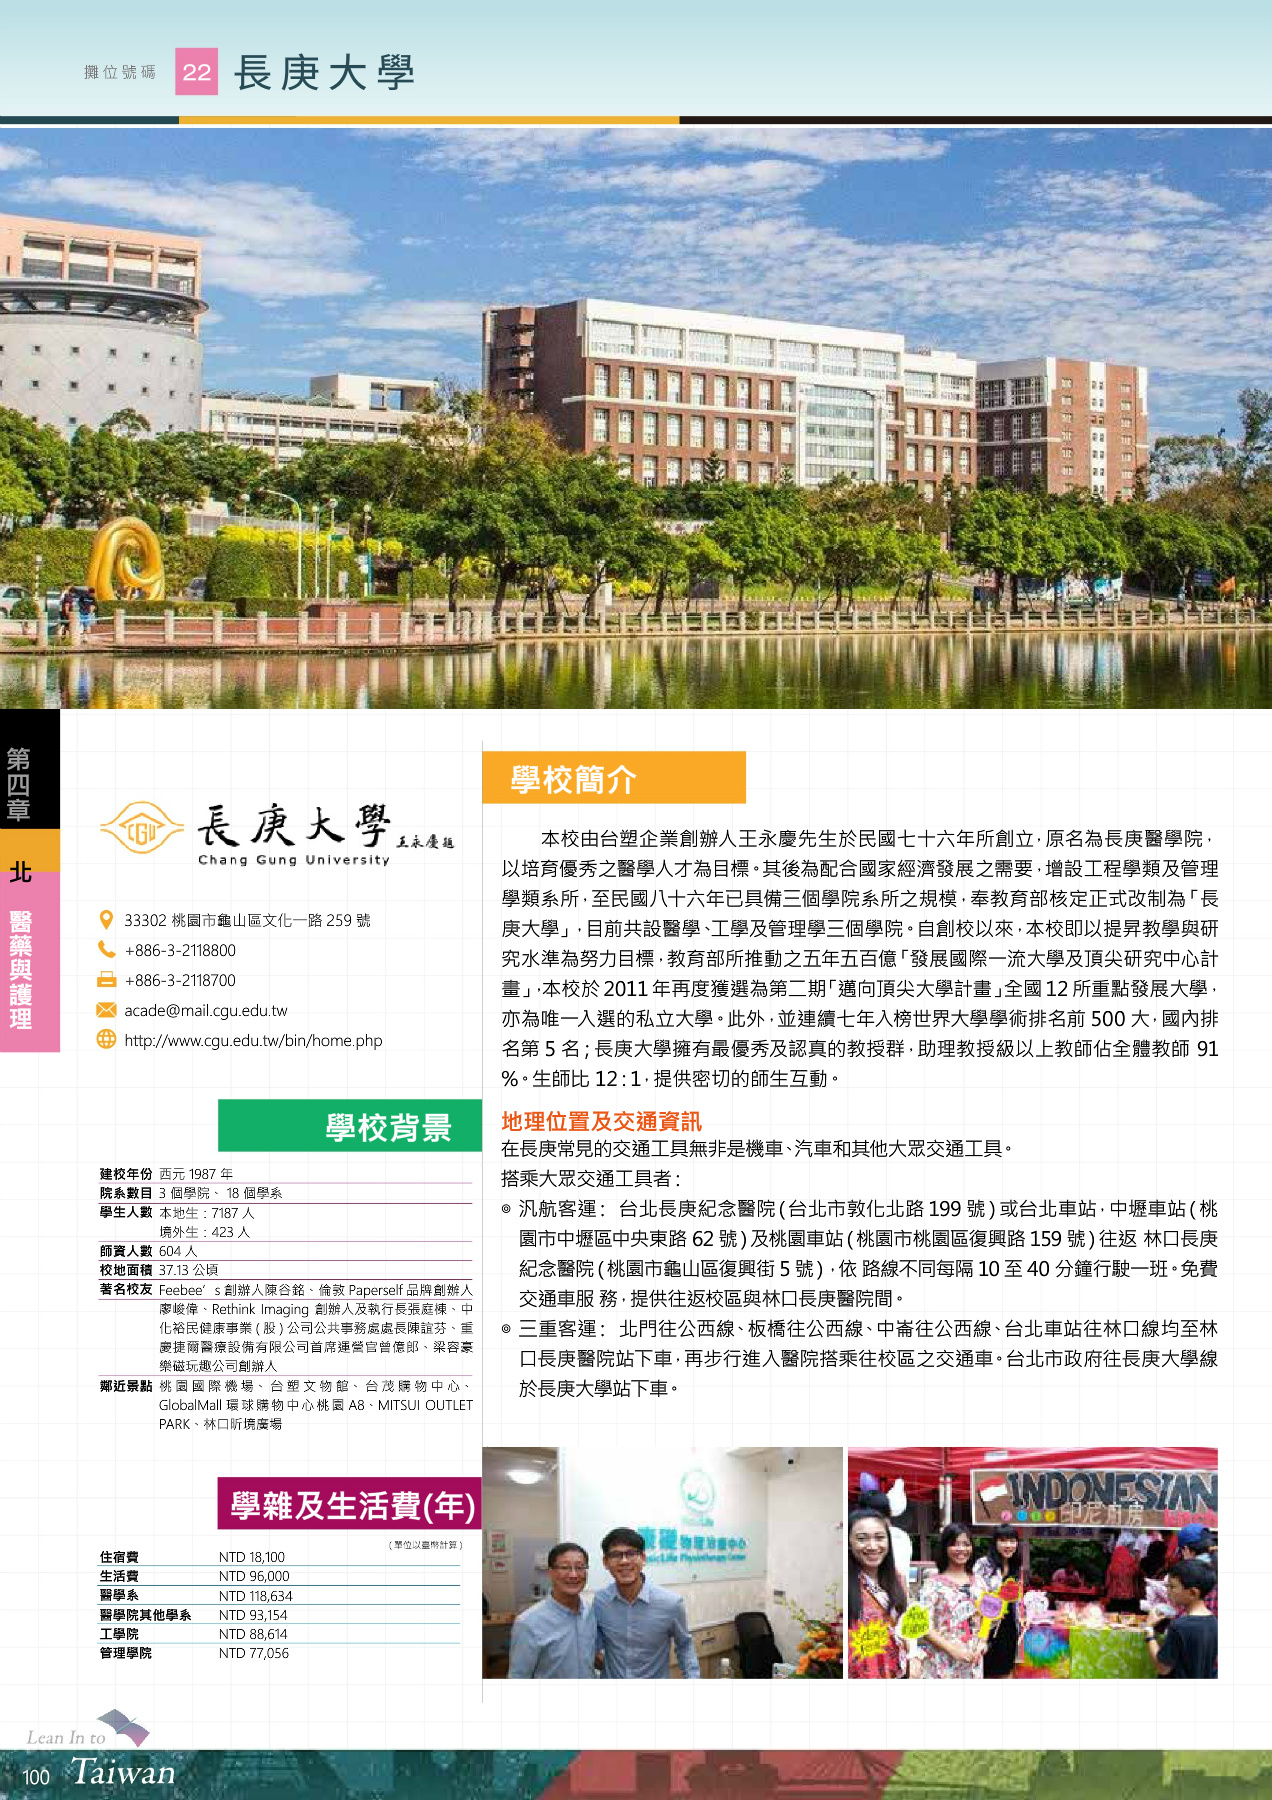 攤位號碼 22 長庚大學
第四章
北
醫藥與護理
CGU 長庚大學 王永慶題
Chang Gung University
33302 桃園市龜山區文化一路 259 號
+886-3-2118800
+886-3-2118700
acade@mail.cgu.edu.tw
http://www.cgu.edu.tw/bin/home.php
學校背景
建校年份 西元 1987 年
院系數目 3 個學院、 18 個學系
學生人數 本地生：7187 人
境外生：423 人
師資人數 604 人
校地面積 37.13 公頃
著名校友 Feebee’s 創辦人陳谷銘、倫敦 Paperself 品牌創辦人
廖峻偉、Rethink Imaging 創辦人及執行長張庭棟、中
化裕民健康事業 ( 股 ) 公司公共事務處處長陳誼芬、重
慶捷爾醫療設備有限公司首席運營官曾億郎、梁容豪
樂磁玩趣公司創辦人
鄰近景點 桃園國際機場、台塑文物館、台茂購物中心、
GlobalMall 環球購物中心桃園 A8、MITSUI OUTLET
PARK、林口昕境廣場
學雜及生活費(年)
( 單位以臺幣計算 )
住宿費 NTD 18,100
生活費 NTD 96,000
醫學系 NTD 118,634
醫學院其他學系 NTD 93,154
工學院 NTD 88,614
管理學院 NTD 77,056
學校簡介
本校由台塑企業創辦人王永慶先生於民國七十六年所創立，原名為長庚醫學院，
以培育優秀之醫學人才為目標。其後為配合國家經濟發展之需要，增設工程學類及管理
學類系所，至民國八十六年已具備三個學院系所之規模，奉教育部核定正式改制為「長
庚大學」，目前共設醫學、工學及管理學三個學院。自創校以來，本校即以提昇教學與研
究水準為努力目標，教育部所推動之五年五百億「發展國際一流大學及頂尖研究中心計
畫」，本校於 2011 年再度獲選為第二期「邁向頂尖大學計畫」全國 12 所重點發展大學，
亦為唯一入選的私立大學。此外，並連續七年入榜世界大學學術排名前 500 大，國內排
名第 5 名；長庚大學擁有最優秀及認真的教授群，助理教授級以上教師佔全體教師 91
%。生師比 12：1，提供密切的師生互動。
地理位置及交通資訊
在長庚常見的交通工具無非是機車、汽車和其他大眾交通工具。
搭乘大眾交通工具者：
◎ 汎航客運： 台北長庚紀念醫院 ( 台北市敦化北路 199 號 ) 或台北車站，中壢車站 ( 桃
園市中壢區中央東路 62 號 ) 及桃園車站 ( 桃園市桃園區復興路 159 號 ) 往返 林口長庚
紀念醫院 ( 桃園市龜山區復興街 5 號 )，依 路線不同每隔 10 至 40 分鐘行駛一班。免費
交通車服 務，提供往返校區與林口長庚醫院間。
◎ 三重客運： 北門往公西線、板橋往公西線、中崙往公西線、台北車站往林口線均至林
口長庚醫院站下車，再步行進入醫院搭乘往校區之交通車。台北市政府往長庚大學線
於長庚大學站下車。
物理治療中心
Physiotherapy Center
INDONESIAN
印尼廚房
Lean In to
Taiwan
100